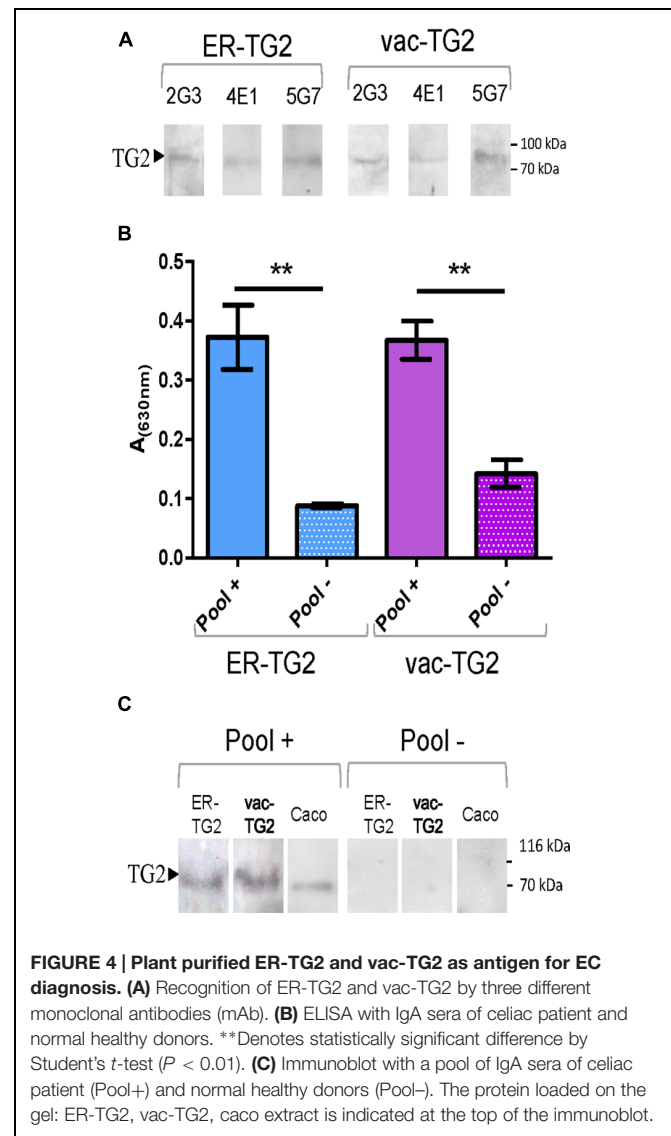 A
ER-TG2 vac-TG2
2G3 4E1 5G7 2G3 4E1 5G7
TG2
100 kDa
70 kDa
B
0.5
**
**
0.4
0.3
0.2
0.1
0.0
A(630nm)
Pool + Pool - Pool + Pool -
ER-TG2 vac-TG2
C
Pool + Pool -
ER-TG2 vac-TG2 Caco ER-TG2 vac-TG2 Caco
116 kDa
TG2
70 kDa
FIGURE 4 | Plant purified ER-TG2 and vac-TG2 as antigen for EC
diagnosis. (A) Recognition of ER-TG2 and vac-TG2 by three different
monoclonal antibodies (mAb). (B) ELISA with IgA sera of celiac patient and
normal healthy donors. **Denotes statistically significant difference by
Student's t-test (P < 0.01). (C) Immunoblot with a pool of IgA sera of celiac
patient (Pool+) and normal healthy donors (Pool–). The protein loaded on the
gel: ER-TG2, vac-TG2, caco extract is indicated at the top of the immunoblot.